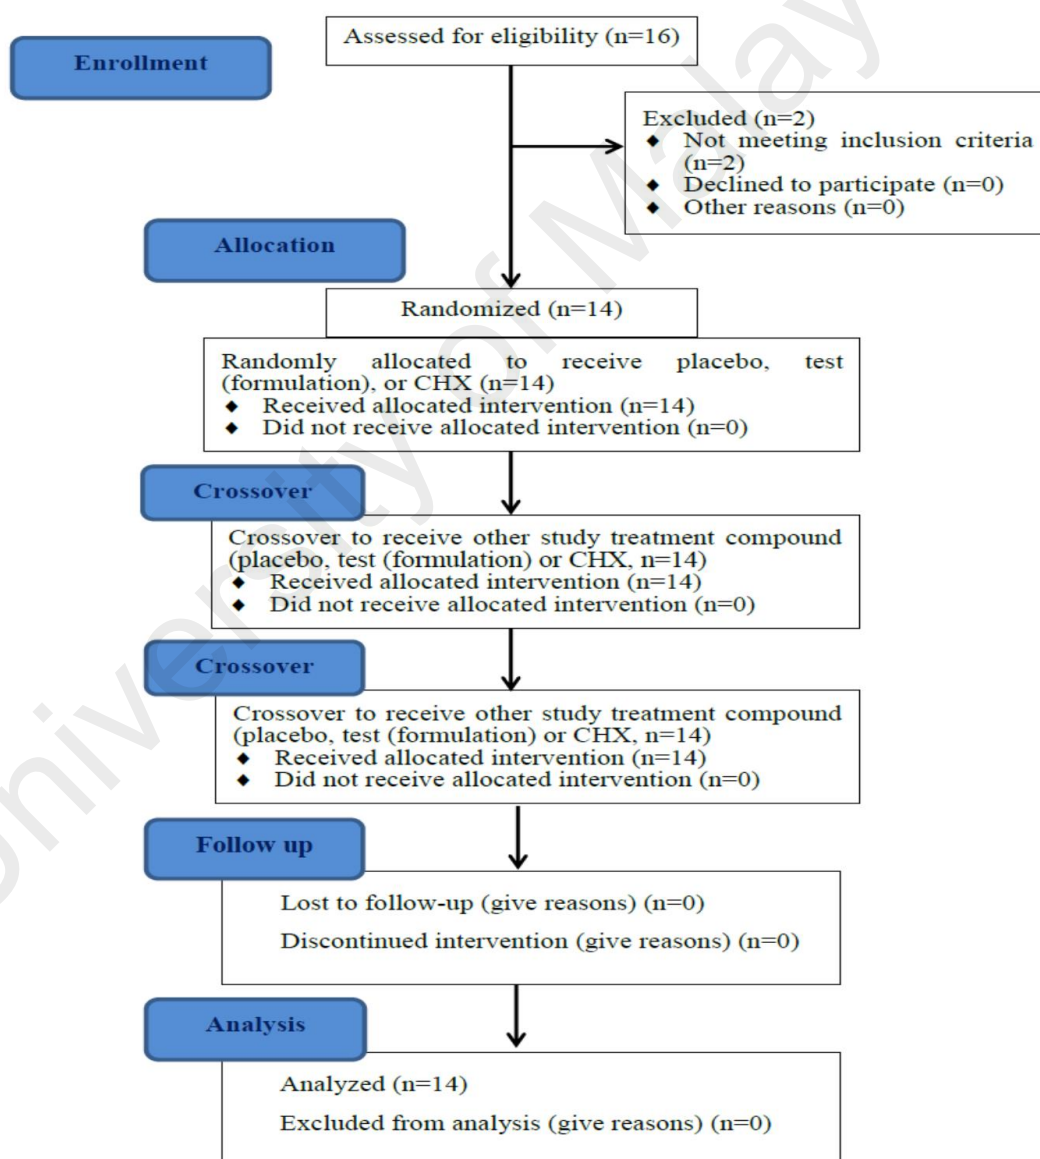 Assessed for eligibility (n=16)
Enrollment
Excluded (n=2)
◆ Not meeting inclusion criteria
(n=2)
◆ Declined to participate (n=0)
◆ Other reasons (n=0)
Allocation
Randomized (n=14)
Randomly allocated to receive placebo, test
(formulation), or CHX (n=14)
◆ Received allocated intervention (n=14)
◆ Did not receive allocated intervention (n=0)
Crossover
Crossover to receive other study treatment compound
(placebo, test (formulation) or CHX, n=14)
◆ Received allocated intervention (n=14)
◆ Did not receive allocated intervention (n=0)
Crossover
Crossover to receive other study treatment compound
(placebo, test (formulation) or CHX, n=14)
◆ Received allocated intervention (n=14)
◆ Did not receive allocated intervention (n=0)
Follow up
Lost to follow-up (give reasons) (n=0)
Discontinued intervention (give reasons) (n=0)
Analysis
Analyzed (n=14)
Excluded from analysis (give reasons) (n=0)
University of Malay